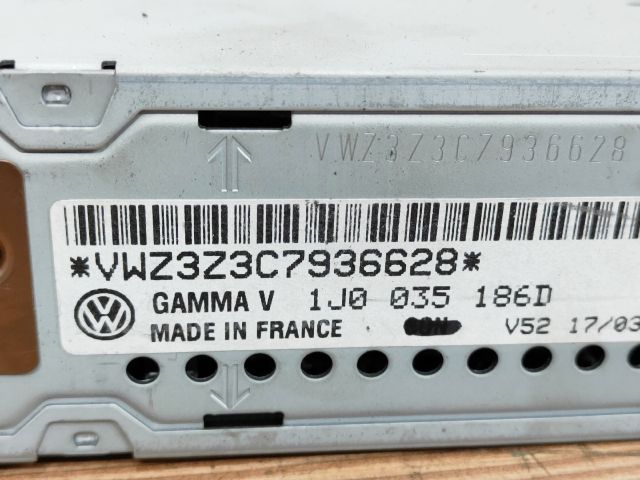 VWZ3Z3C7936628
*VWZ3Z3C7936628*
GAMMA V 1J0 035 186D
MADE IN FRANCE V52 17/03